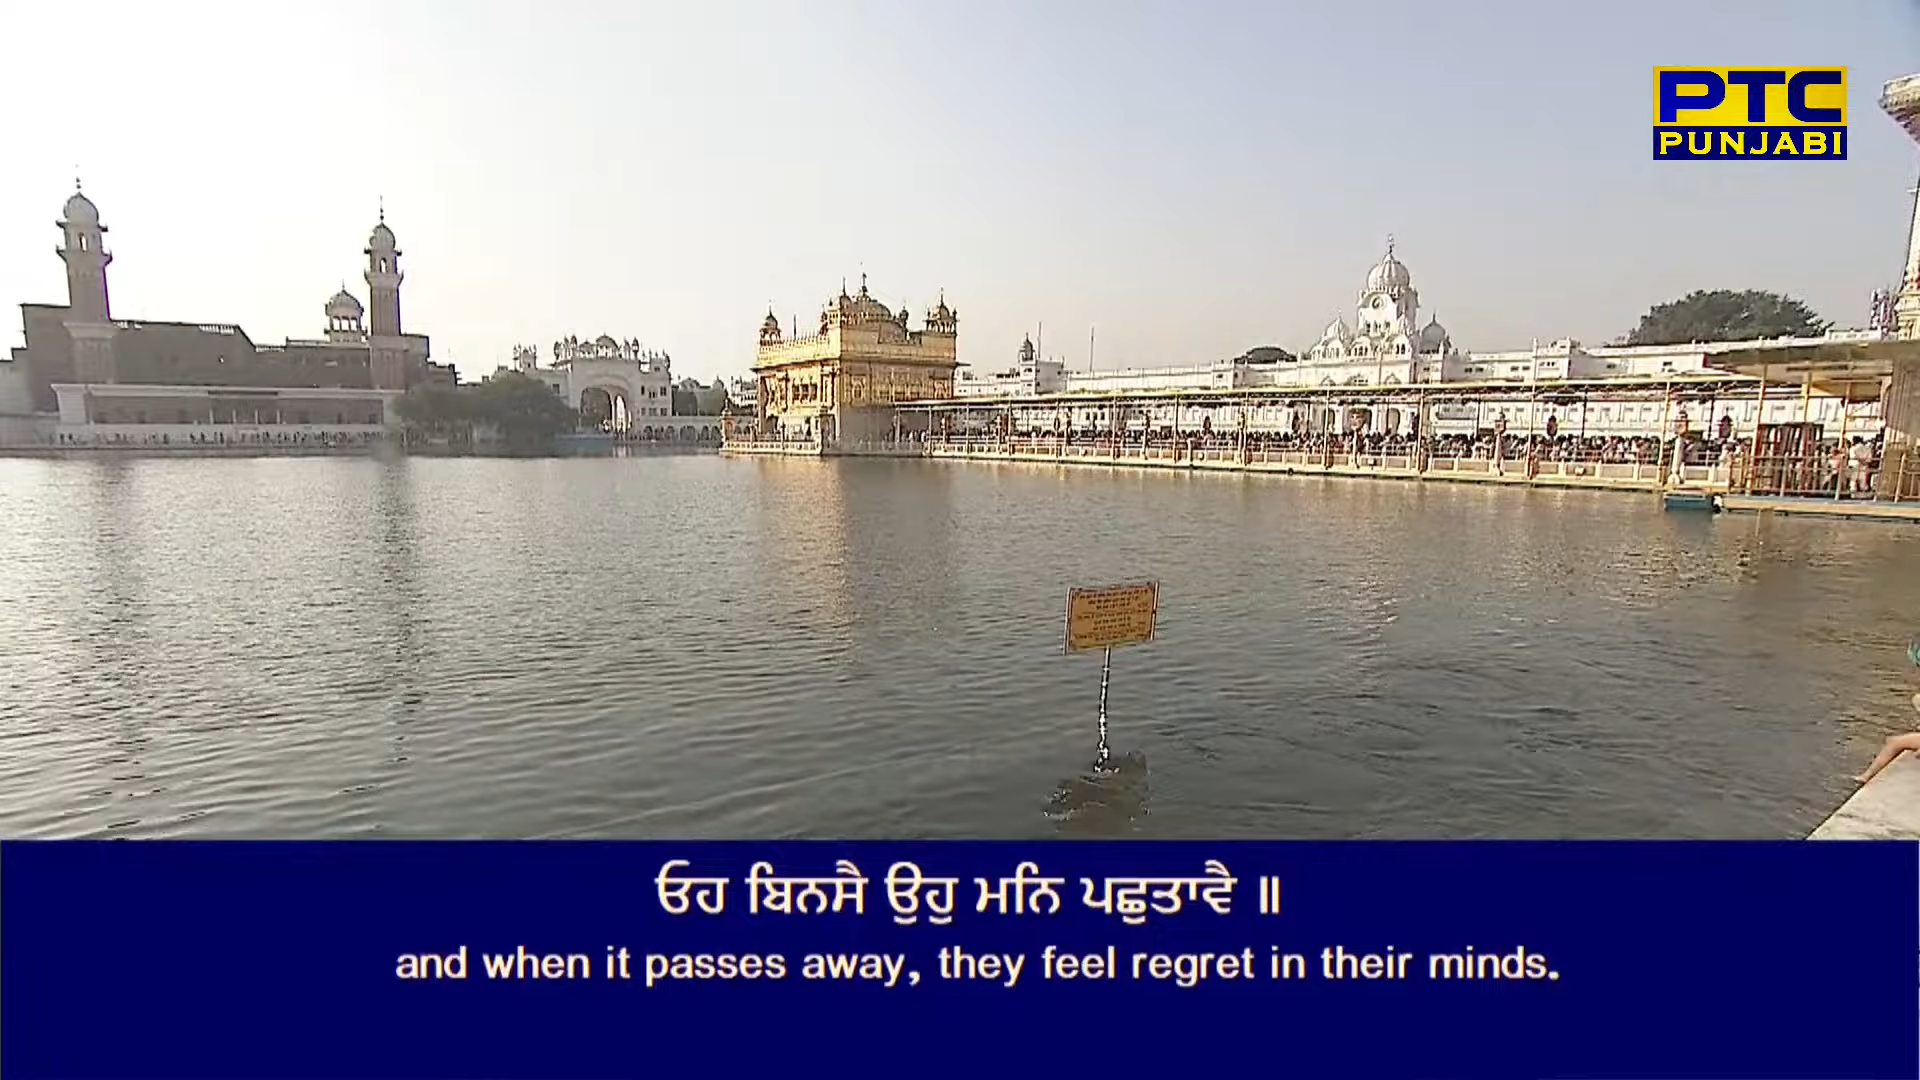 PTC
PUNJABI
ਓਹ ਬਿਨਸੈ ਉਹੁ ਮਨਿ ਪਛੁਤਾਵੈ ॥
and when it passes away, they feel regret in their minds.